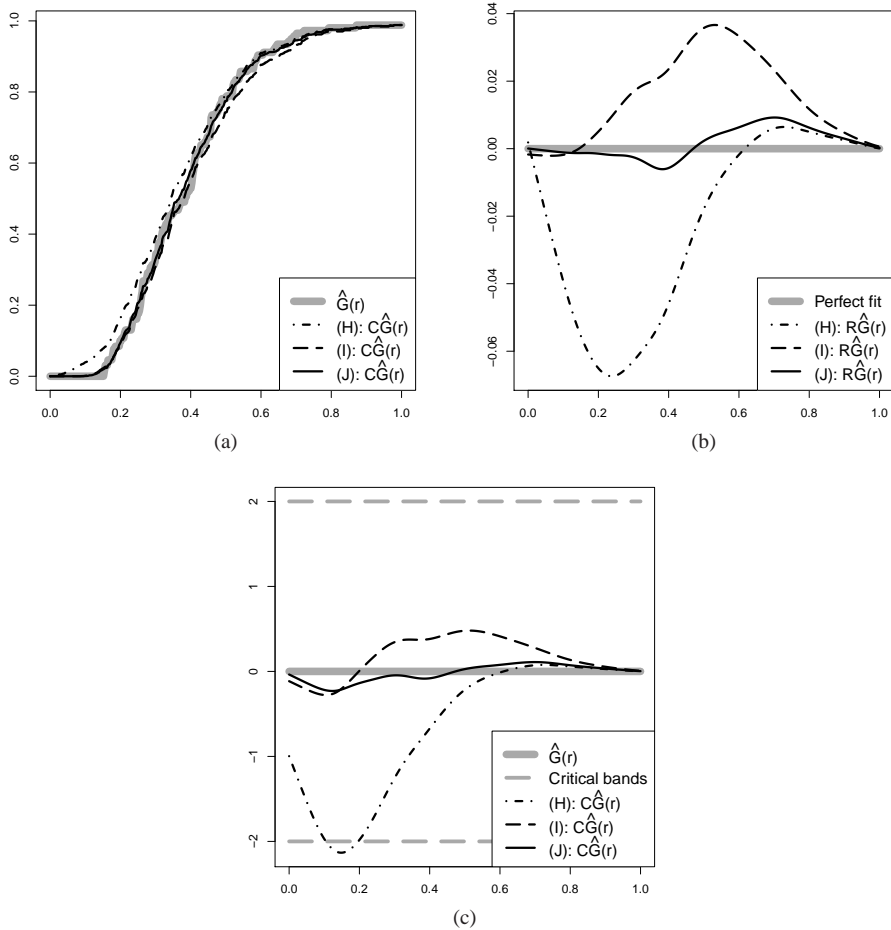 1.0
0.8
0.6
0.4
0.2
0.0
Ĝ(r)
(H): CĜ(r)
(I): CĜ(r)
(J): CĜ(r)
0.0 0.2 0.4 0.6 0.8 1.0
(a)
0.04
0.02
0.00
-0.02
-0.04
-0.06
Perfect fit
(H): RĜ(r)
(I): RĜ(r)
(J): RĜ(r)
0.0 0.2 0.4 0.6 0.8 1.0
(b)
2
1
0
-1
-2
Ĝ(r)
Critical bands
(H): CĜ(r)
(I): CĜ(r)
(J): CĜ(r)
0.0 0.2 0.4 0.6 0.8 1.0
(c)